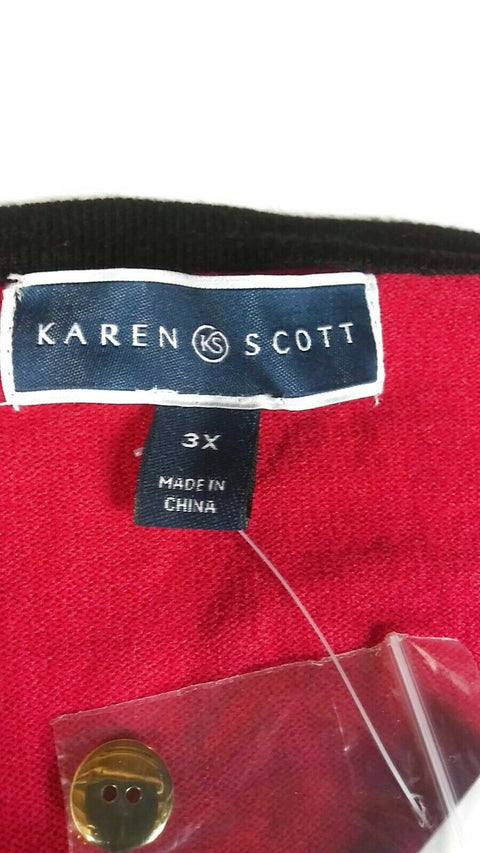 KAREN KS SCOTT
3X
MADE IN
CHINA